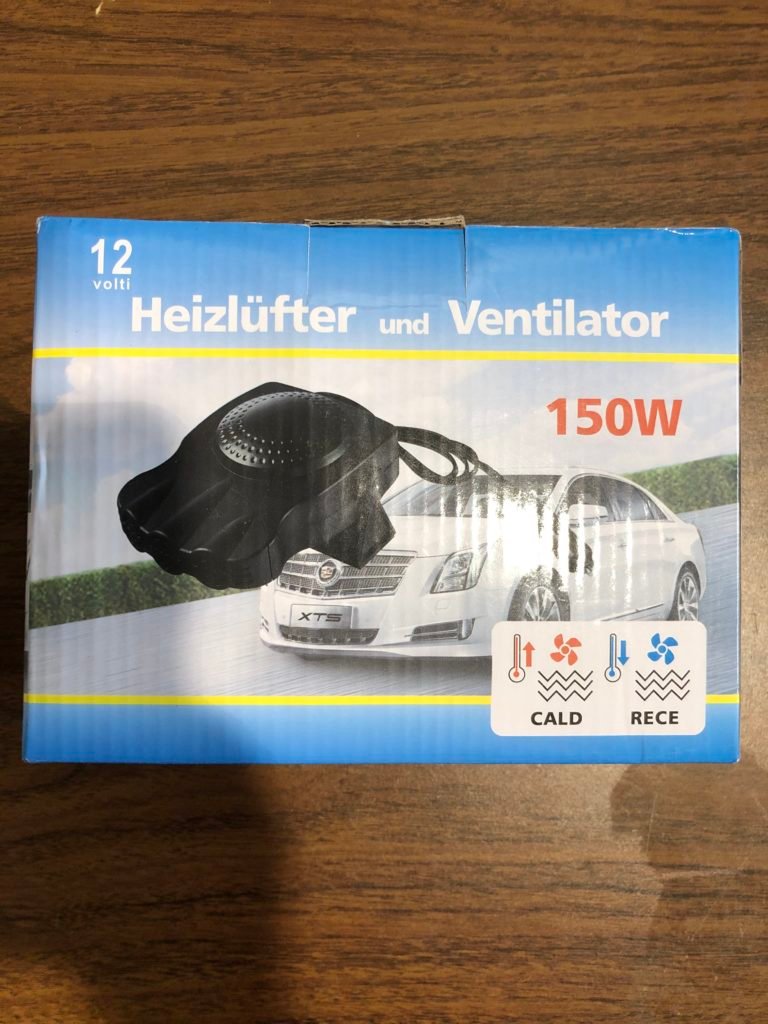 12
volti
Heizlüfter und Ventilator
150W
XTS
CALD RECE